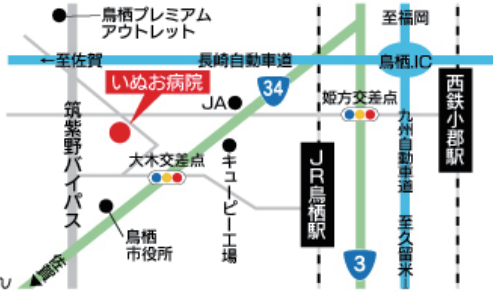 鳥栖プレミアム
アウトレット
至福岡
←至佐賀
長崎自動車道
鳥栖.IC
いぬお病院
34
JA
姫方交差点
西鉄小郡駅
筑紫野バイパス
大木交差点
キューピー工場
JR鳥栖駅
九州自動車道
至久留米
鳥栖
市役所
佐賀
3